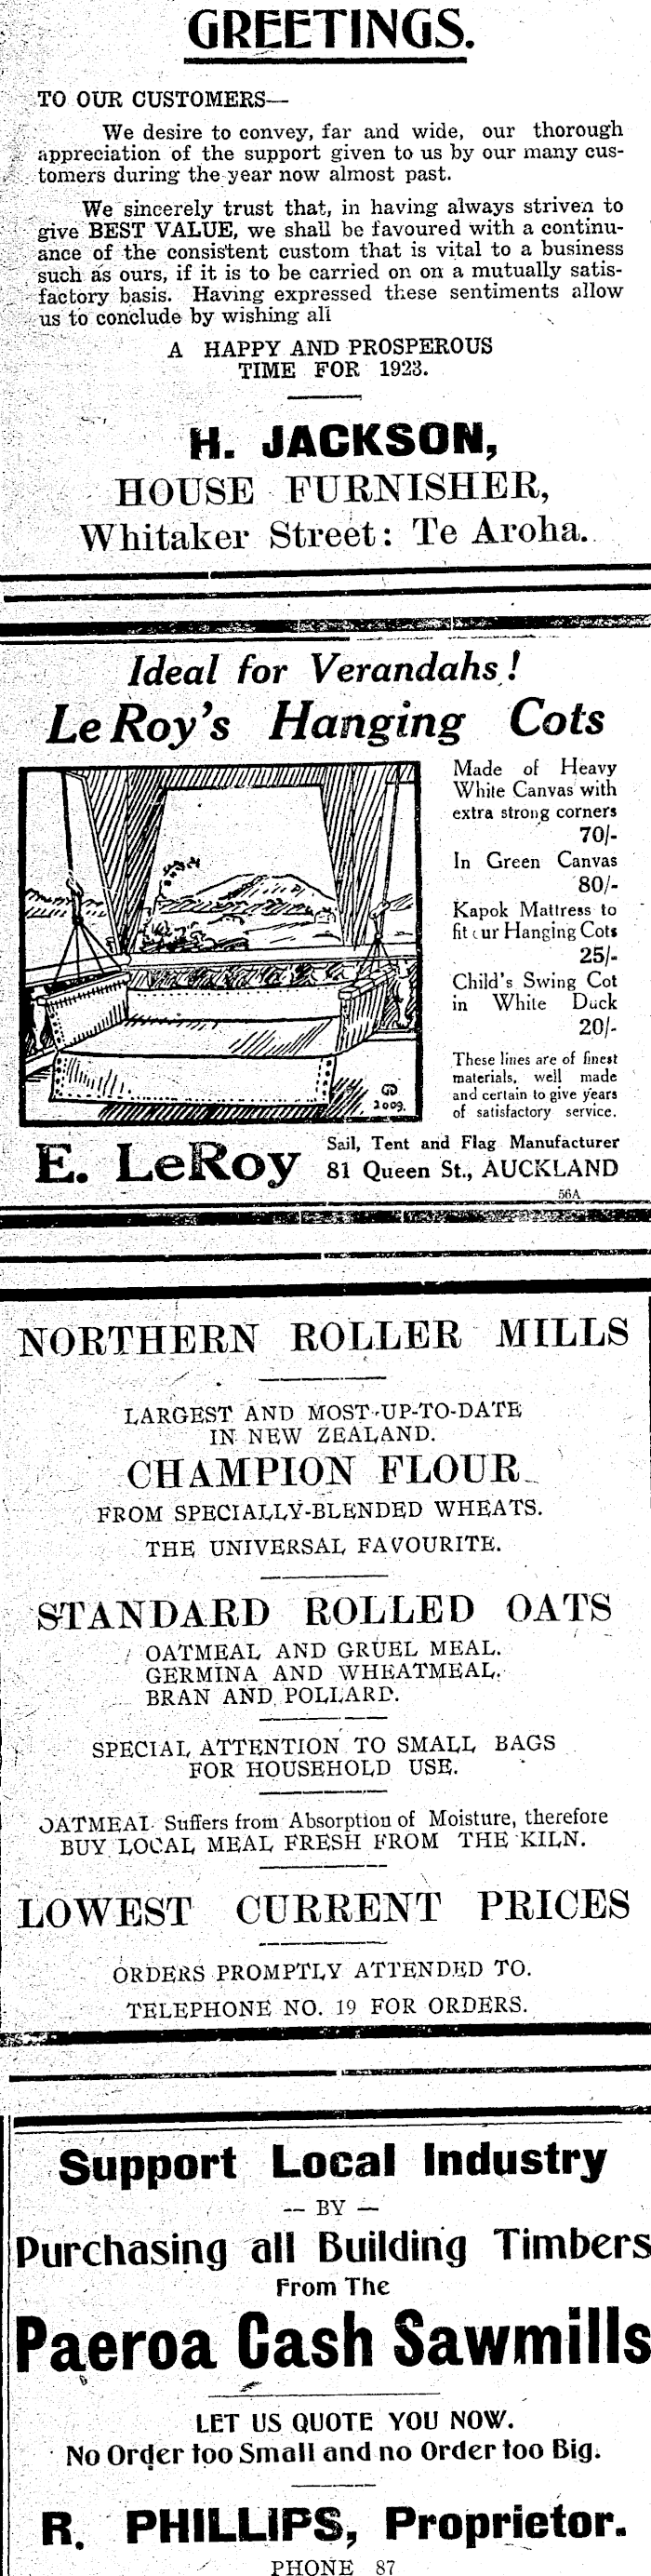 GREETINGS.
TO OUR CUSTOMERS—
We desire to convey, far and wide, our thorough
appreciation of the support given to us by our many cus-
tomers during the year now almost past.
We sincerely trust that, in having always striven to
give BEST VALUE, we shall be favoured with a continu-
ance of the consistent custom that is vital to a business
such as ours, if it is to be carried on on a mutually satis-
factory basis. Having expressed these sentiments allow
us to conclude by wishing all
A HAPPY AND PROSPEROUS
TIME FOR 1923.
H. JACKSON,
HOUSE FURNISHER,
Whitaker Street: Te Aroha.
Ideal for Verandahs!
Le Roy's Hanging Cots
Made of Heavy
White Canvas with
extra strong corners
70/-
In Green Canvas
80/-
Kapok Mattress to
fit our Hanging Cots
25/-
Child's Swing Cot
in White Duck
20/-
These lines are of finest
materials, well made
and certain to give years
of satisfactory service.
GD
2009.
E. LeRoy
Sail, Tent and Flag Manufacturer
81 Queen St., AUCKLAND
56A
NORTHERN ROLLER MILLS
LARGEST AND MOST-UP-TO-DATE
IN NEW ZEALAND.
CHAMPION FLOUR
FROM SPECIALLY-BLENDED WHEATS.
THE UNIVERSAL FAVOURITE.
STANDARD ROLLED OATS
OATMEAL AND GRUEL MEAL.
GERMINA AND WHEATMEAL.
BRAN AND POLLARD.
SPECIAL ATTENTION TO SMALL BAGS
FOR HOUSEHOLD USE.
OATMEAL Suffers from Absorption of Moisture, therefore
BUY LOCAL MEAL FRESH FROM THE KILN.
LOWEST CURRENT PRICES
ORDERS PROMPTLY ATTENDED TO.
TELEPHONE NO. 19 FOR ORDERS.
Support Local Industry
— BY —
Purchasing all Building Timbers
From The
Paeroa Cash Sawmills
LET US QUOTE YOU NOW.
No Order too Small and no Order too Big.
R. PHILLIPS, Proprietor.
PHONE 87